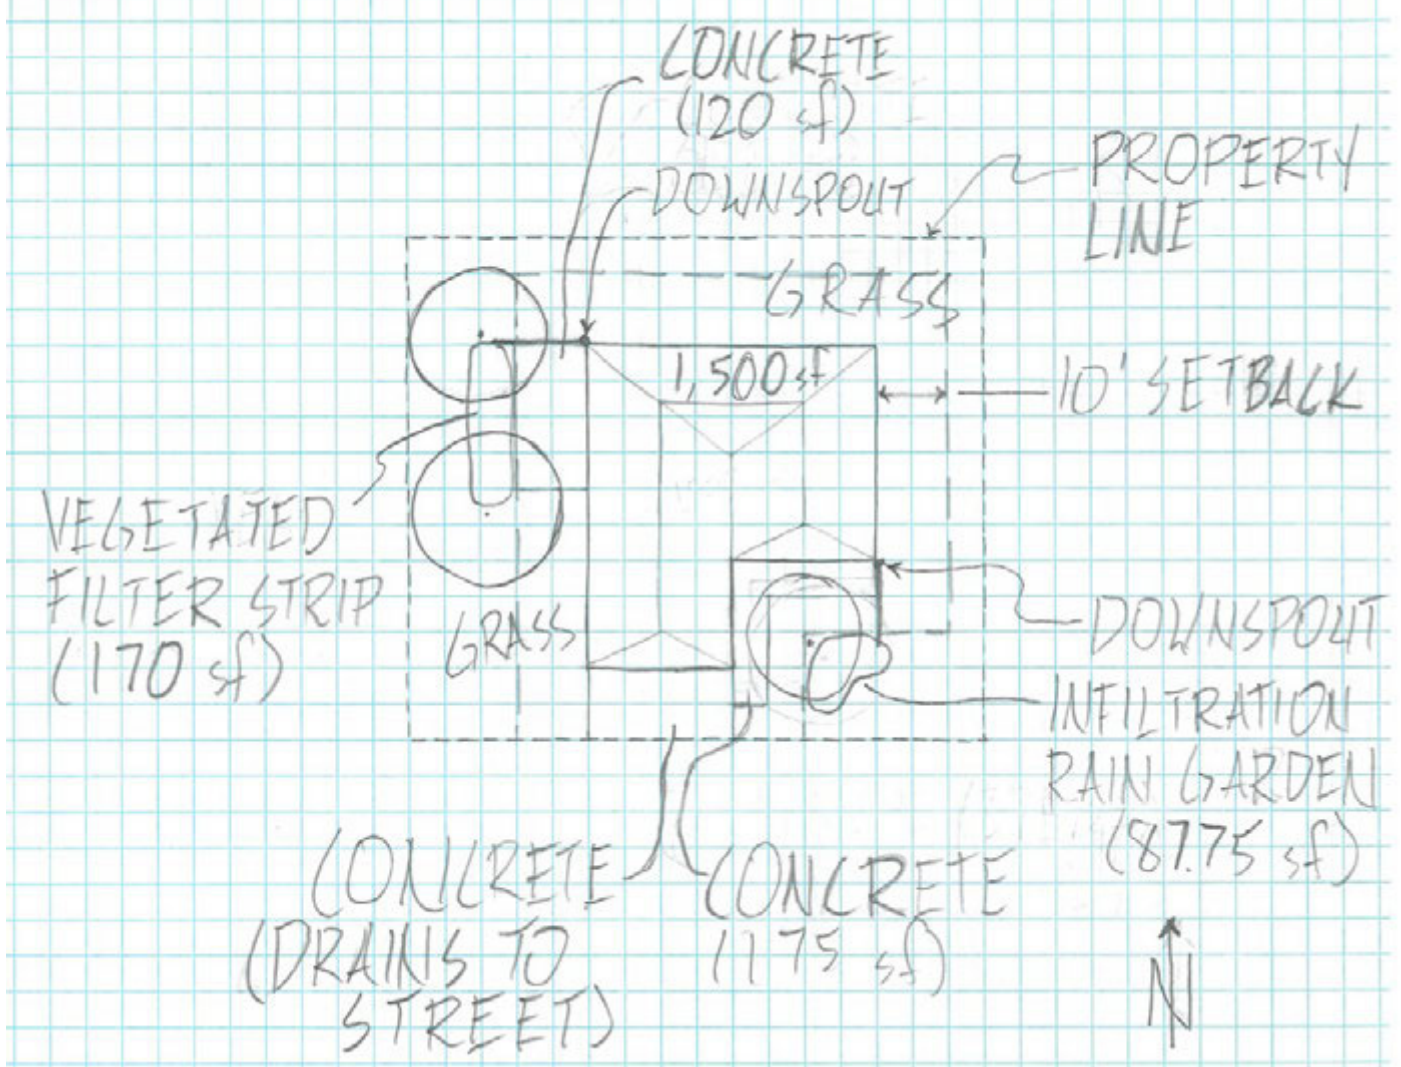 CONCRETE
(120 sf)
DOWNSPOUT
PROPERTY
LINE
GRASS
1,500 sf
10' SETBACK
VEGETATED
FILTER STRIP
(170 sf)
GRASS
DOWNSPOUT
INFILTRATION
RAIN GARDEN
(87.75 sf)
CONCRETE
(DRAINS TO
STREET)
CONCRETE
(175 sf)
N